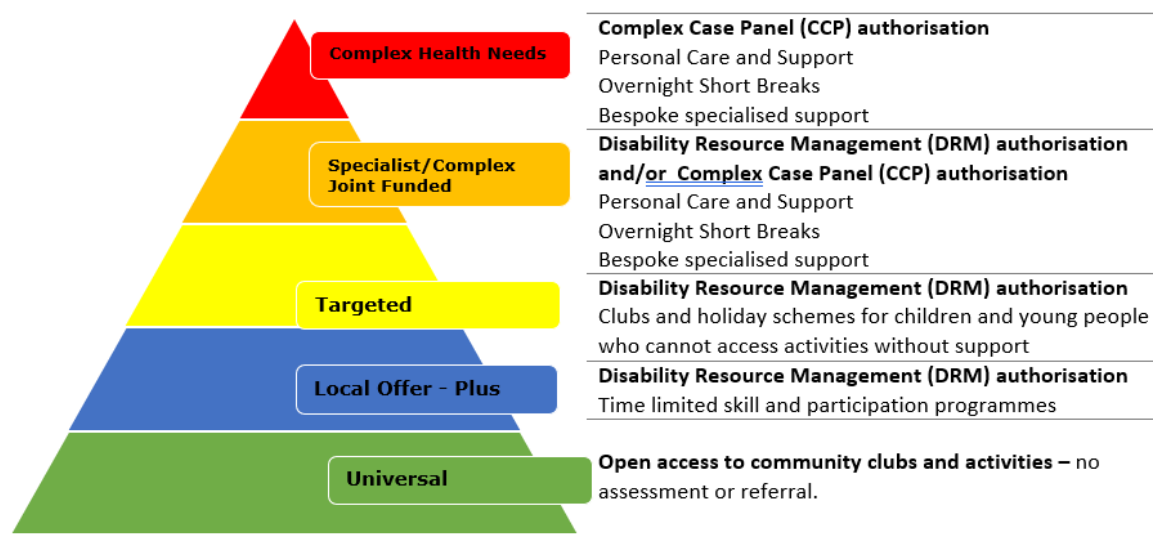 Complex Health Needs
Complex Case Panel (CCP) authorisation
Personal Care and Support
Overnight Short Breaks
Bespoke specialised support
Specialist/Complex
Joint Funded
Disability Resource Management (DRM) authorisation
and/or  Complex Case Panel (CCP) authorisation
Personal Care and Support
Overnight Short Breaks
Bespoke specialised support
Targeted
Disability Resource Management (DRM) authorisation
Clubs and holiday schemes for children and young people
who cannot access activities without support
Local Offer - Plus
Disability Resource Management (DRM) authorisation
Time limited skill and participation programmes
Universal
Open access to community clubs and activities – no
assessment or referral.